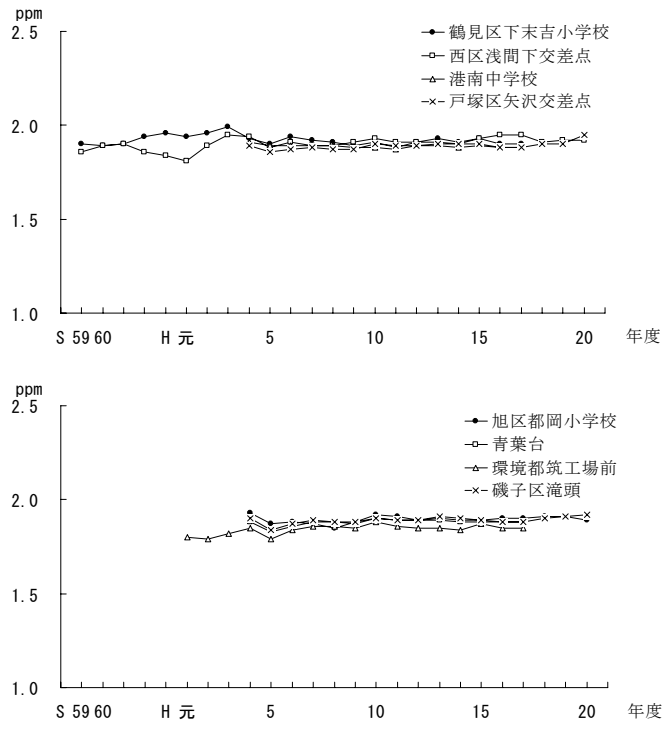 ppm
2.5
鶴見区下末吉小学校
西区浅間下交差点
港南中学校
戸塚区矢沢交差点
2.0
1.5
1.0
S 59 60 H 元 5 10 15 20 年度
ppm
2.5
旭区都岡小学校
青葉台
環境都筑工場前
磯子区滝頭
2.0
1.5
1.0
S 59 60 H 元 5 10 15 20 年度